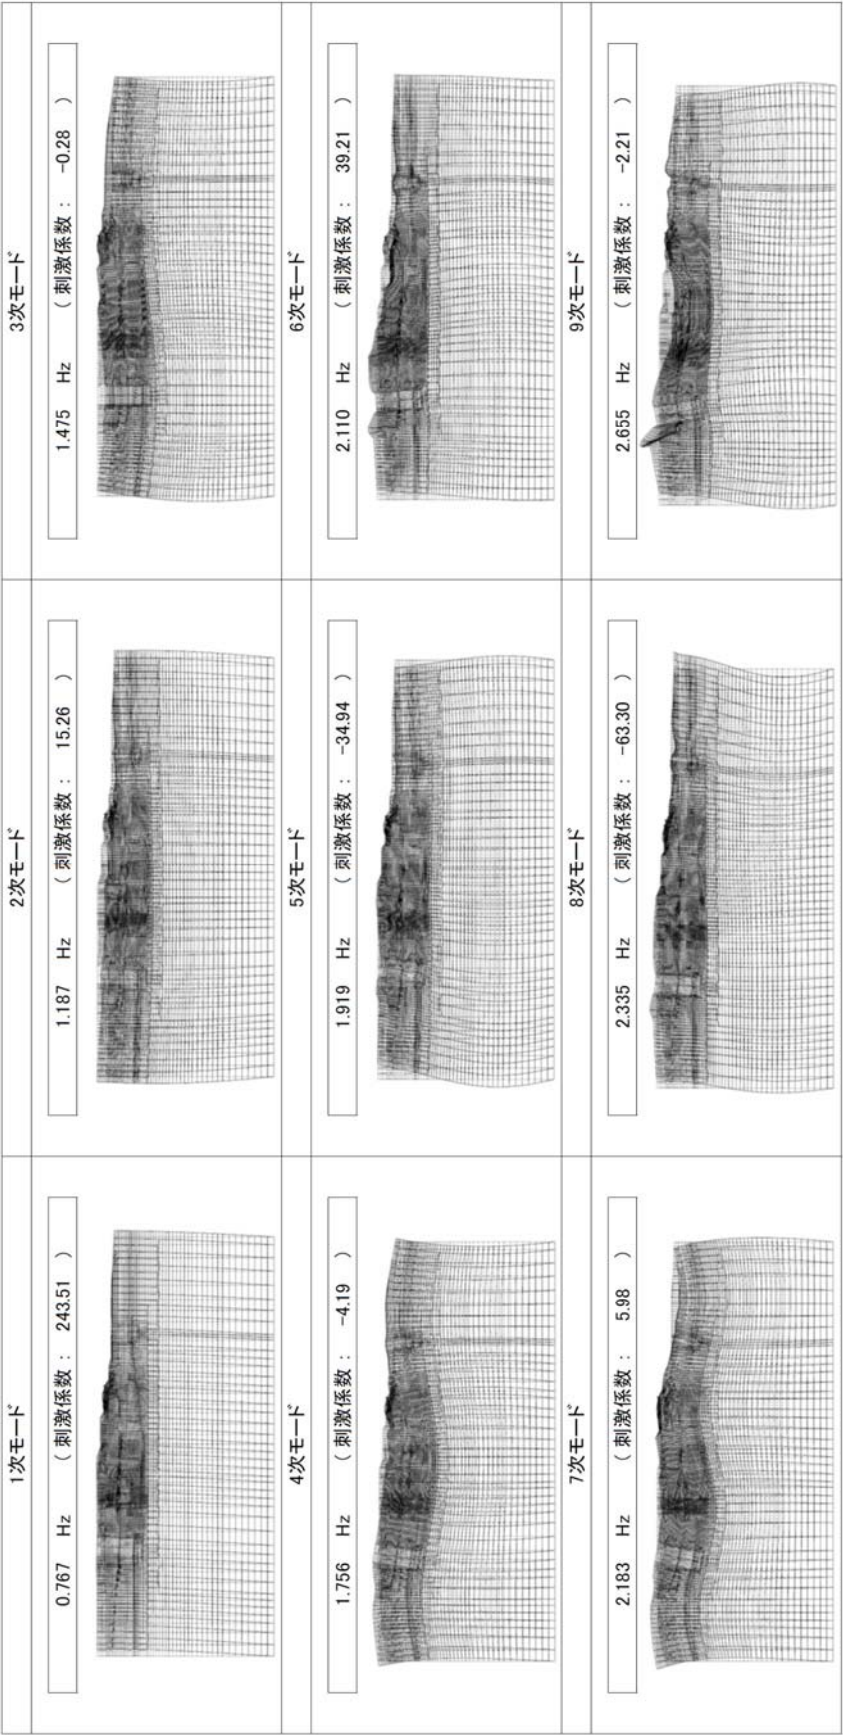 1次モード
0.767 Hz ( 刺激係数 : 243.51 )
2次モード
1.187 Hz ( 刺激係数 : 15.26 )
3次モード
1.475 Hz ( 刺激係数 : -0.28 )
4次モード
1.756 Hz ( 刺激係数 : -4.19 )
5次モード
1.919 Hz ( 刺激係数 : -34.94 )
6次モード
2.110 Hz ( 刺激係数 : 39.21 )
7次モード
2.183 Hz ( 刺激係数 : 5.98 )
8次モード
2.335 Hz ( 刺激係数 : -63.30 )
9次モード
2.655 Hz ( 刺激係数 : -2.21 )